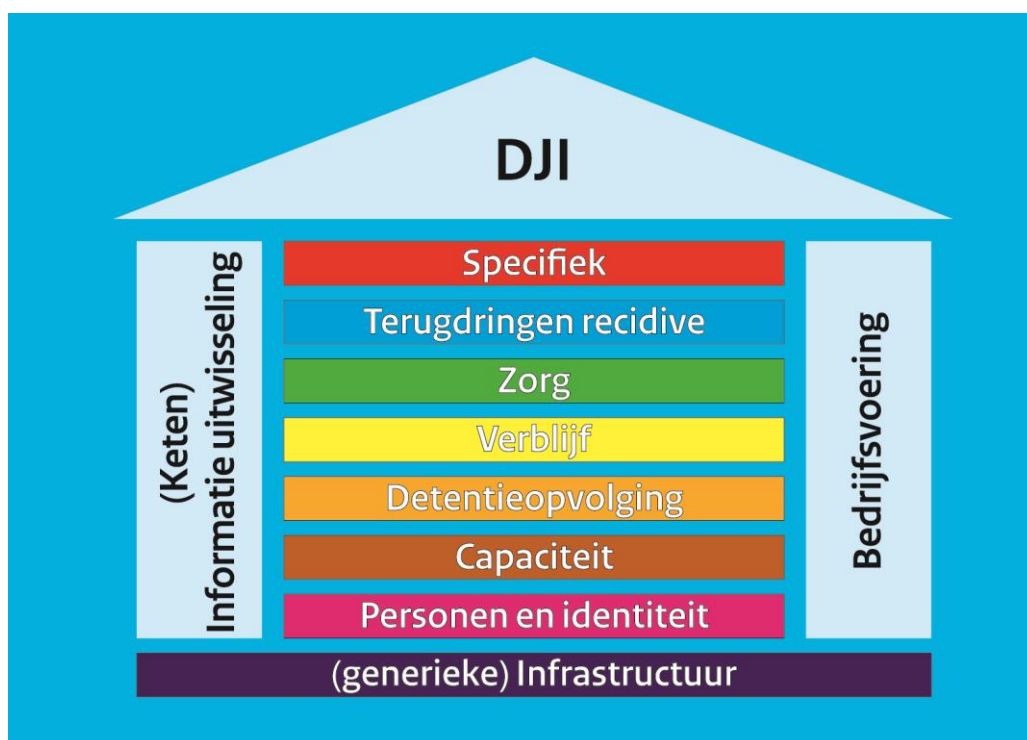 DJI
(Keten)
Informatie uitwisseling
Specifiek
Terugdringen recidive
Zorg
Verblijf
Detentieopvolging
Capaciteit
Personen en identiteit
Bedrijfsvoering
(generieke) Infrastructuur